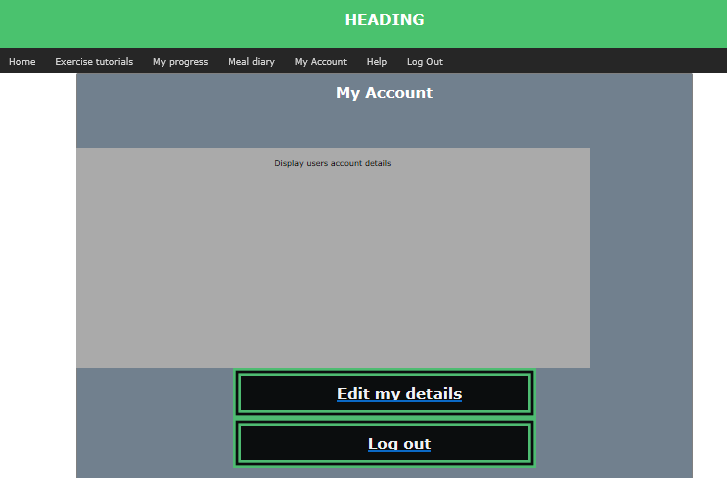 HEADING
Home Exercise tutorials My progress Meal diary My Account Help Log Out
My Account
Display users account details
Edit my details
Log out